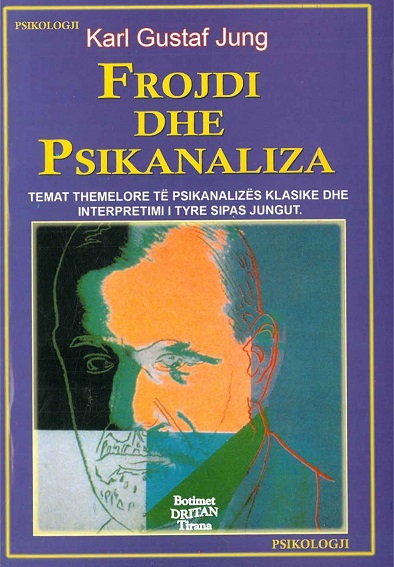 PSIKOLOGJI
Karl Gustaf Jung
FROJDI
DHE
PSIKANALIZA
TEMAT THEMELORE TË PSIKANALIZËS KLASIKE DHE
INTERPRETIMI I TYRE SIPAS JUNGUT.
Botimet
DRITAN
Tirana
PSIKOLOGJI